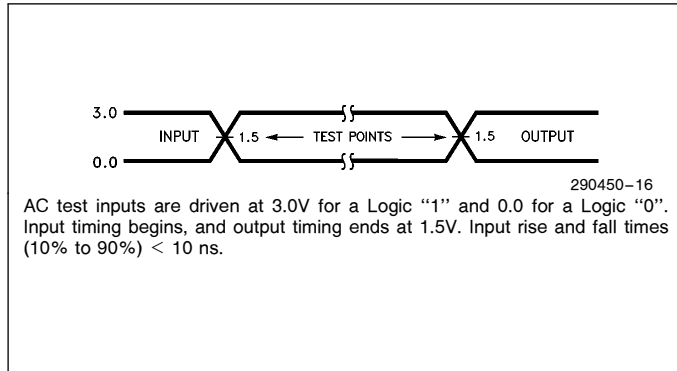 3.0
INPUT 1.5 TEST POINTS 1.5 OUTPUT
0.0
290450–16
AC test inputs are driven at 3.0V for a Logic ‘‘1’’ and 0.0 for a Logic ‘‘0’’.
Input timing begins, and output timing ends at 1.5V. Input rise and fall times
(10% to 90%) < 10 ns.